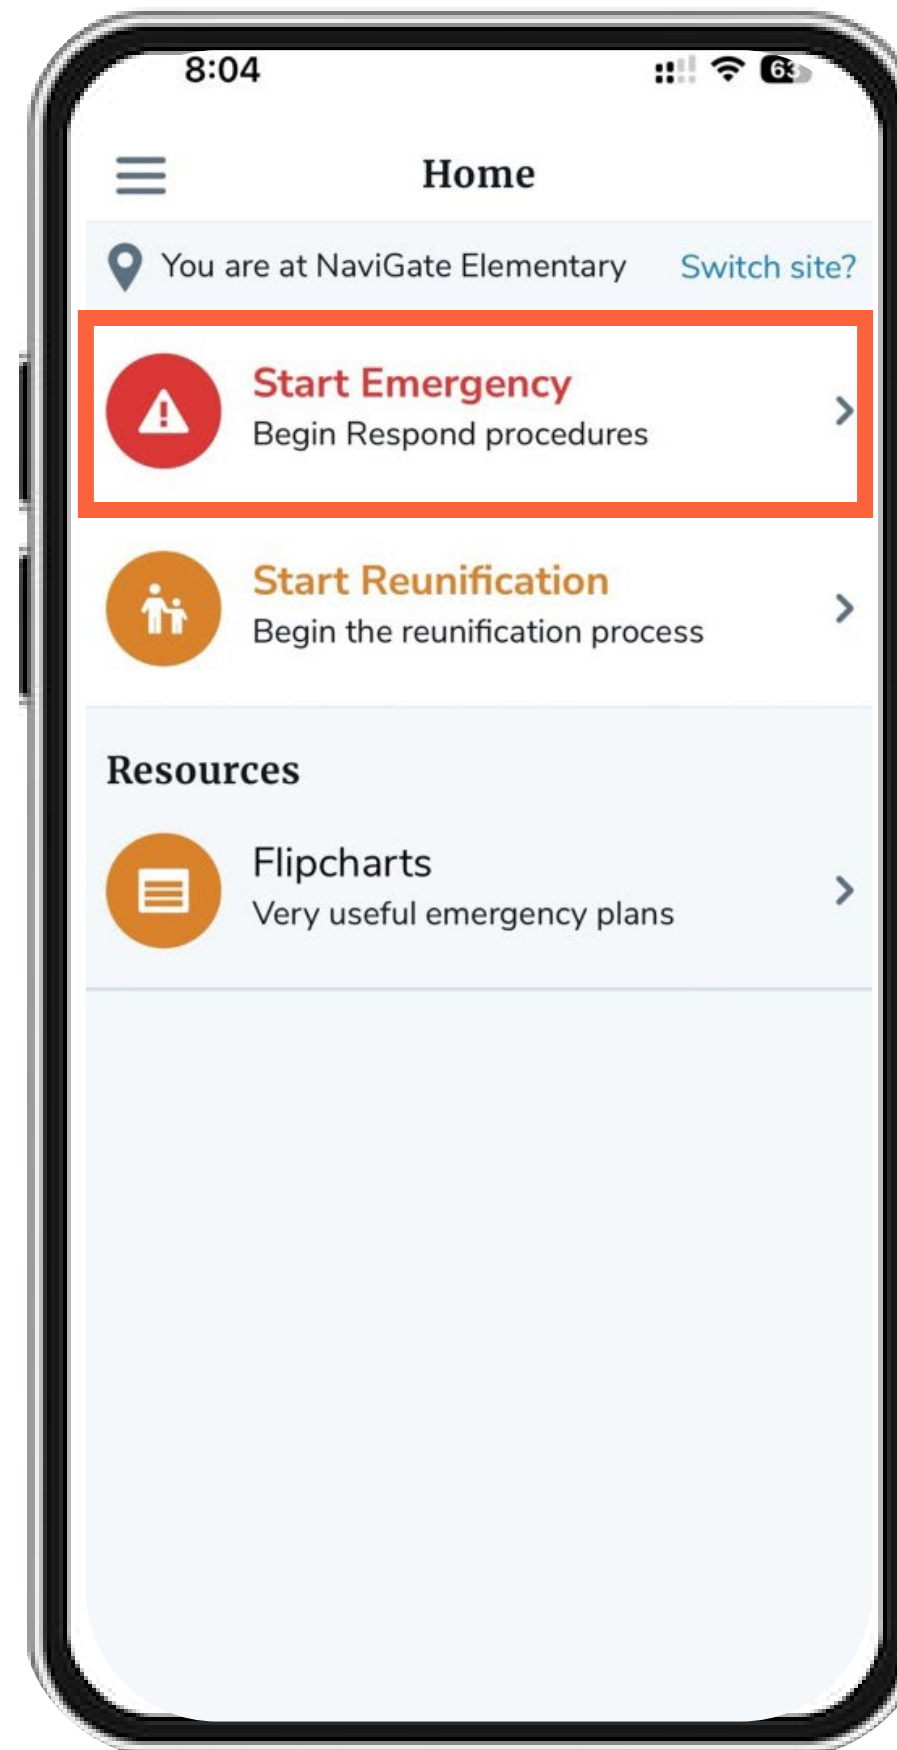 8:04
63
Home
You are at NaviGate Elementary
Switch site?
Start Emergency
Begin Respond procedures
Start Reunification
Begin the reunification process
Resources
Flipcharts
Very useful emergency plans